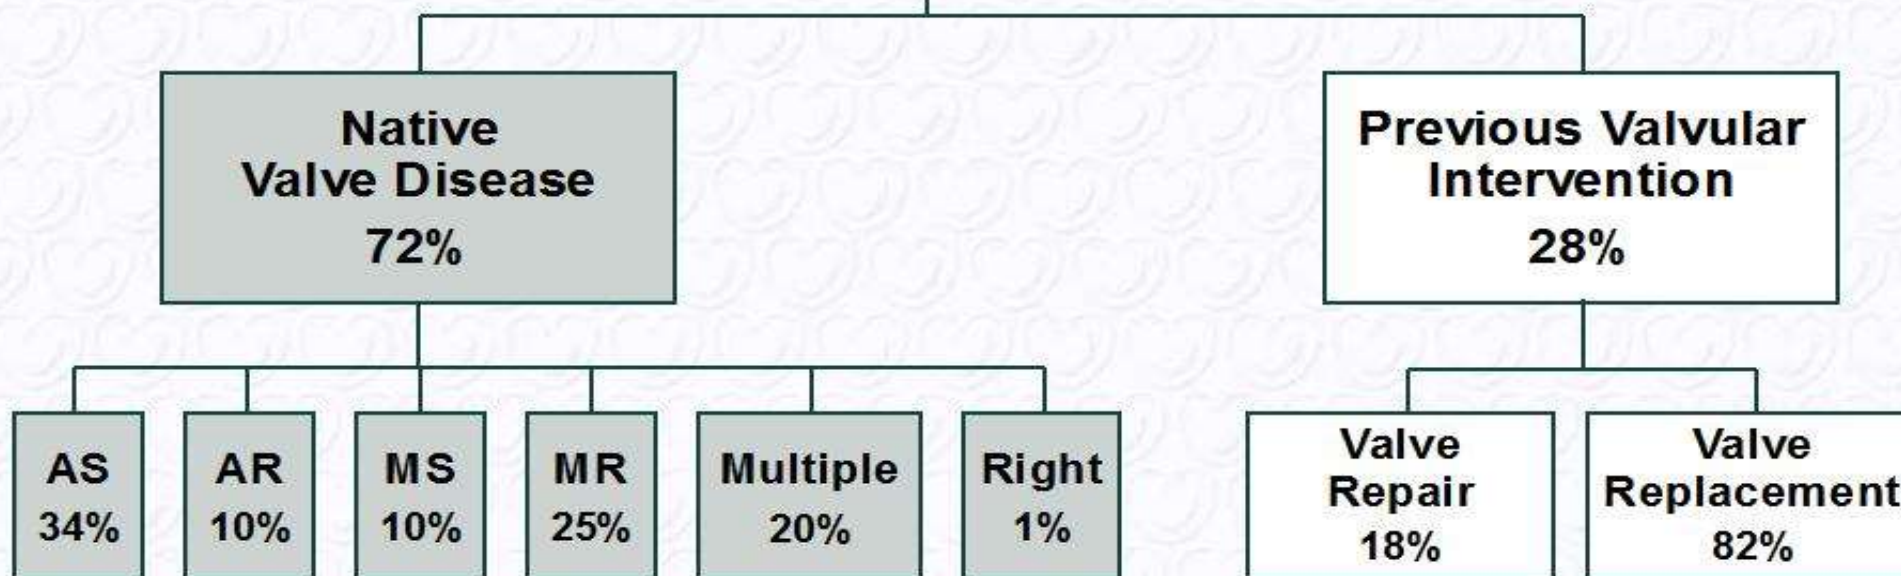 Native
Valve Disease
72%
Previous Valvular
Intervention
28%
AS
34%
AR
10%
MS
10%
MR
25%
Multiple
20%
Right
1%
Valve
Repair
18%
Valve
Replacement
82%